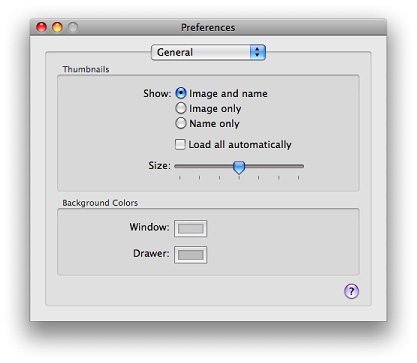 Preferences
General
Thumbnails
Show: Image and name
Image only
Name only
Load all automatically
Size:
Background Colors
Window:
Drawer:
?